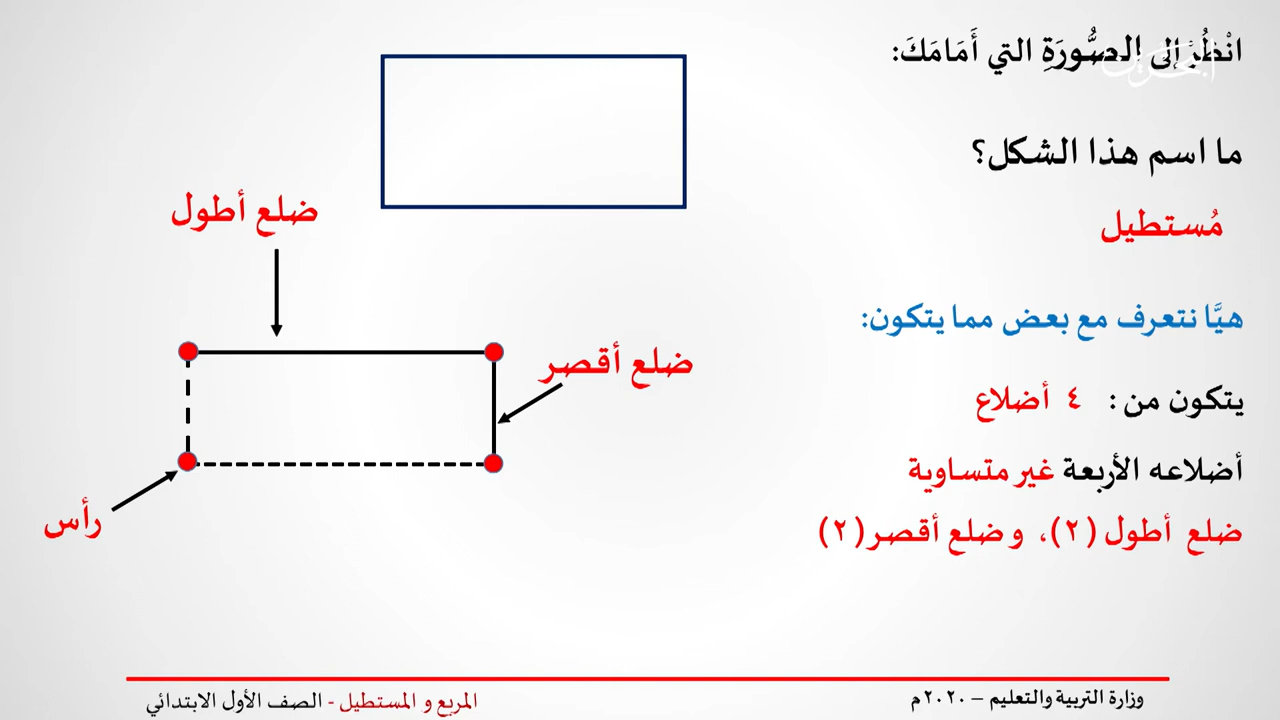 انْظُرْ إلى الصُّورَةِ التي أَمَامَكَ:
ما اسم هذا الشكل؟
مُستطيل
هيَّا نتعرف مع بعض مما يتكون:
يتكون من : ٤ أضلاع
أضلاعه الأربعة غير متساوية
ضلع أطول (٢)، و ضلع أقصر (٢)
ضلع أطول
ضلع أقصر
رأس
وزارة التربية والتعليم – ٢٠٢٠م
المربع و المستطيل - الصف الأول الابتدائي
البحرين